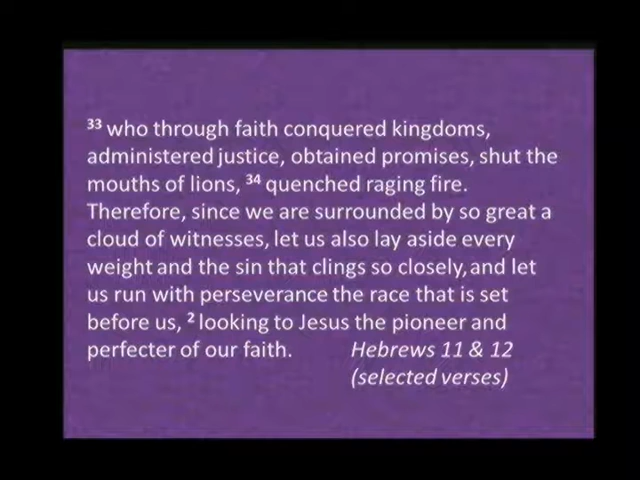 33 who through faith conquered kingdoms,
administered justice, obtained promises, shut the
mouths of lions, 34 quenched raging fire.
Therefore, since we are surrounded by so great a
cloud of witnesses, let us also lay aside every
weight and the sin that clings so closely, and let
us run with perseverance the race that is set
before us, 2 looking to Jesus the pioneer and
perfecter of our faith. Hebrews 11 & 12
(selected verses)